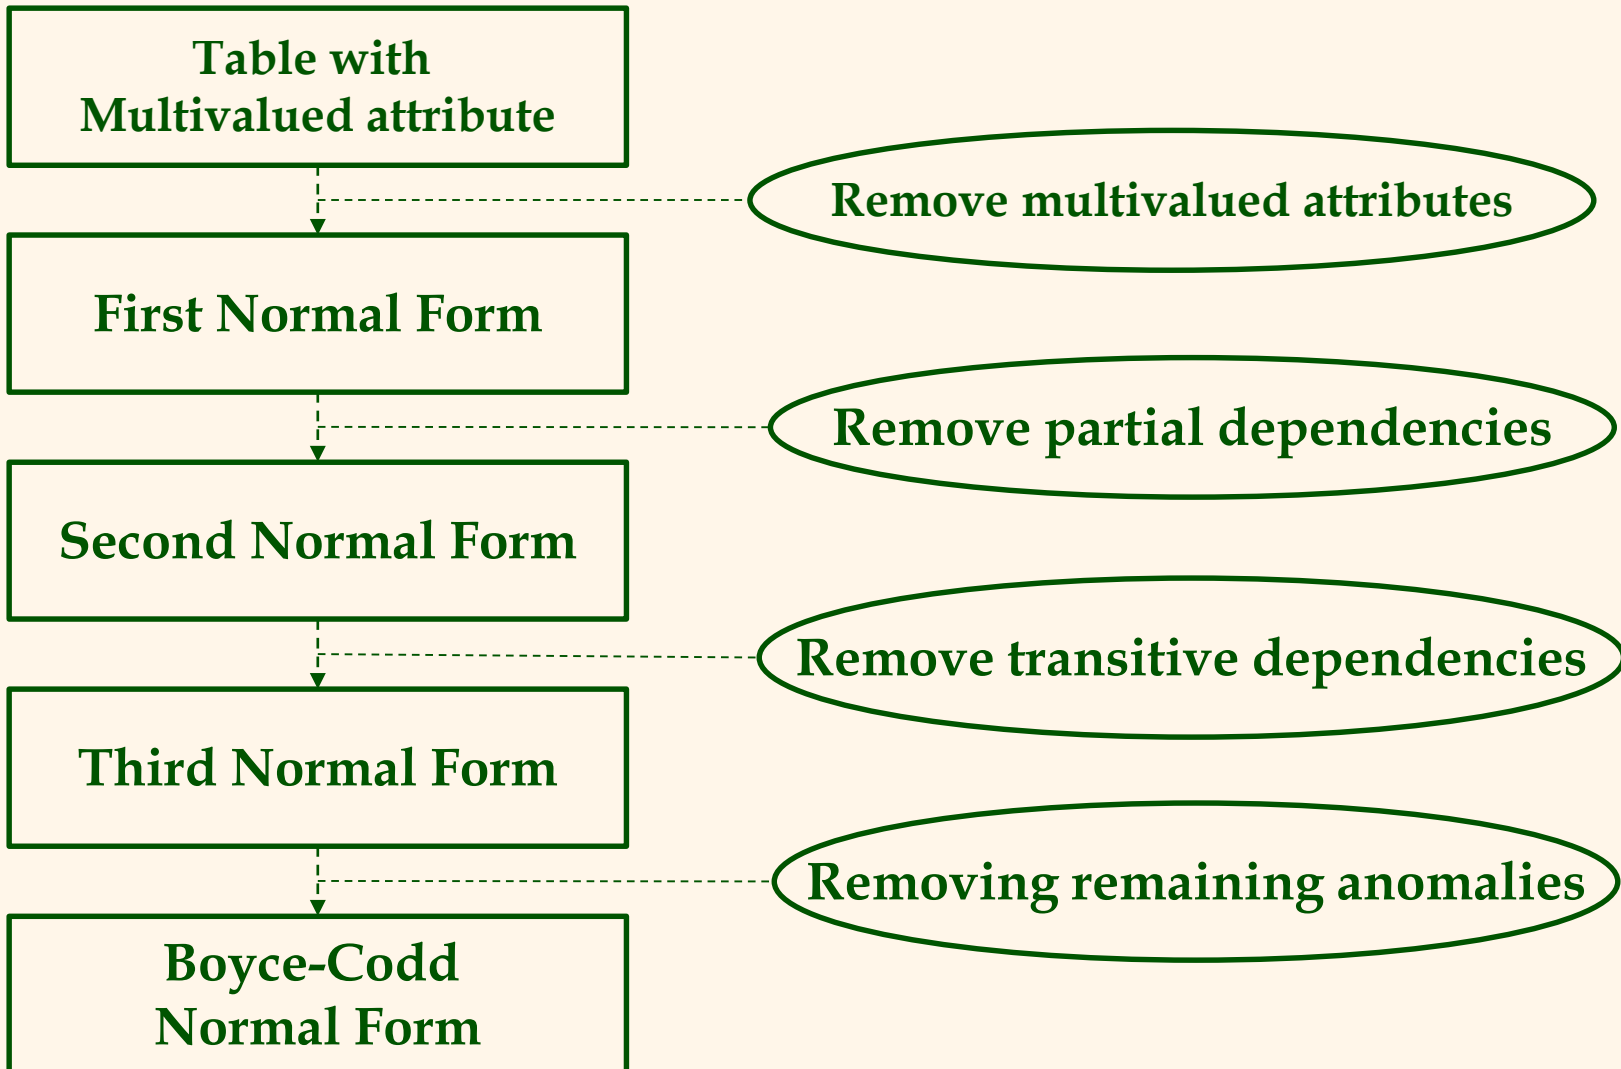 Table with
Multivalued attribute
Remove multivalued attributes
First Normal Form
Remove partial dependencies
Second Normal Form
Remove transitive dependencies
Third Normal Form
Removing remaining anomalies
Boyce-Codd
Normal Form